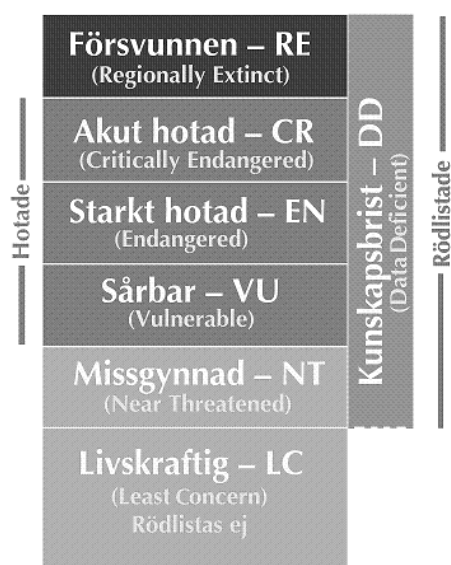 Försvunnen – RE
(Regionally Extinct)
Akut hotad – CR
(Critically Endangered)
Starkt hotad – EN
(Endangered)
Sårbar – VU
(Vulnerable)
Missgynnad – NT
(Near Threatened)
Livskraftig – LC
(Least Concern)
Rödlistas ej
Hotade
Kunskapsbrist – DD
(Data Deficient)
Rödlistade